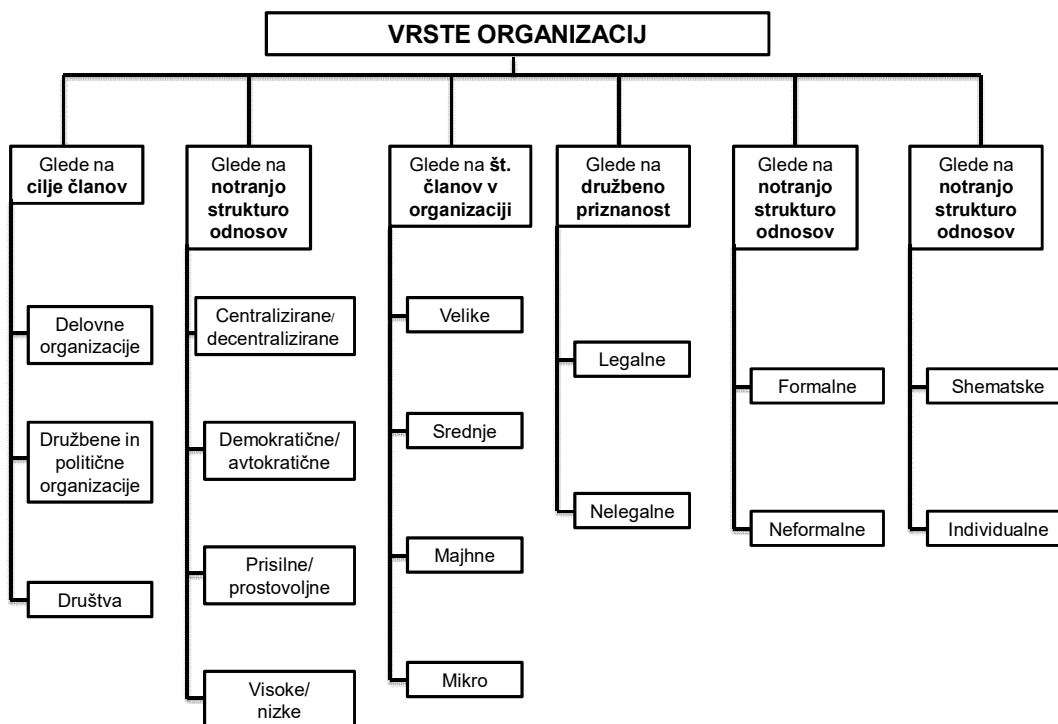 VRSTE ORGANIZACIJ
Glede na
cilje članov
Delovne
organizacije
Družbene in
politične
organizacije
Društva
Glede na
notranjo
strukturo
odnosov
Centralizirane/
decentralizirane
Demokratične/
avtokratične
Prisilne/
prostovoljne
Visoke/
nizke
Glede na št.
članov v
organizaciji
Velike
Srednje
Majhne
Mikro
Glede na
družbeno
priznanost
Legalne
Nelegalne
Glede na
notranjo
strukturo
odnosov
Formalne
Neformalne
Glede na
notranjo
strukturo
odnosov
Shematske
Individualne